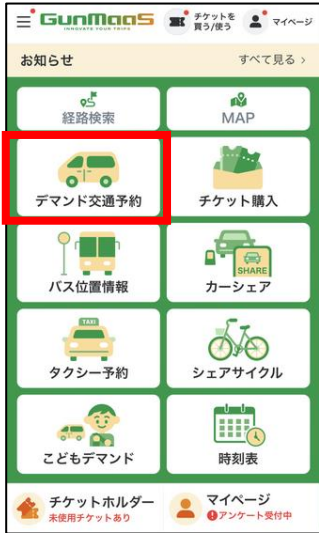 GunMaaS
INNOVATE YOUR TRIPS
チケットを
買う/使う
マイページ
お知らせ
すべて見る
経路検索
MAP
デマンド交通予約
チケット購入
バス位置情報
SHARE
カーシェア
TAXI
タクシー予約
シェアサイクル
こどもデマンド
時刻表
チケットホルダー
未使用チケットあり
マイページ
アンケート受付中